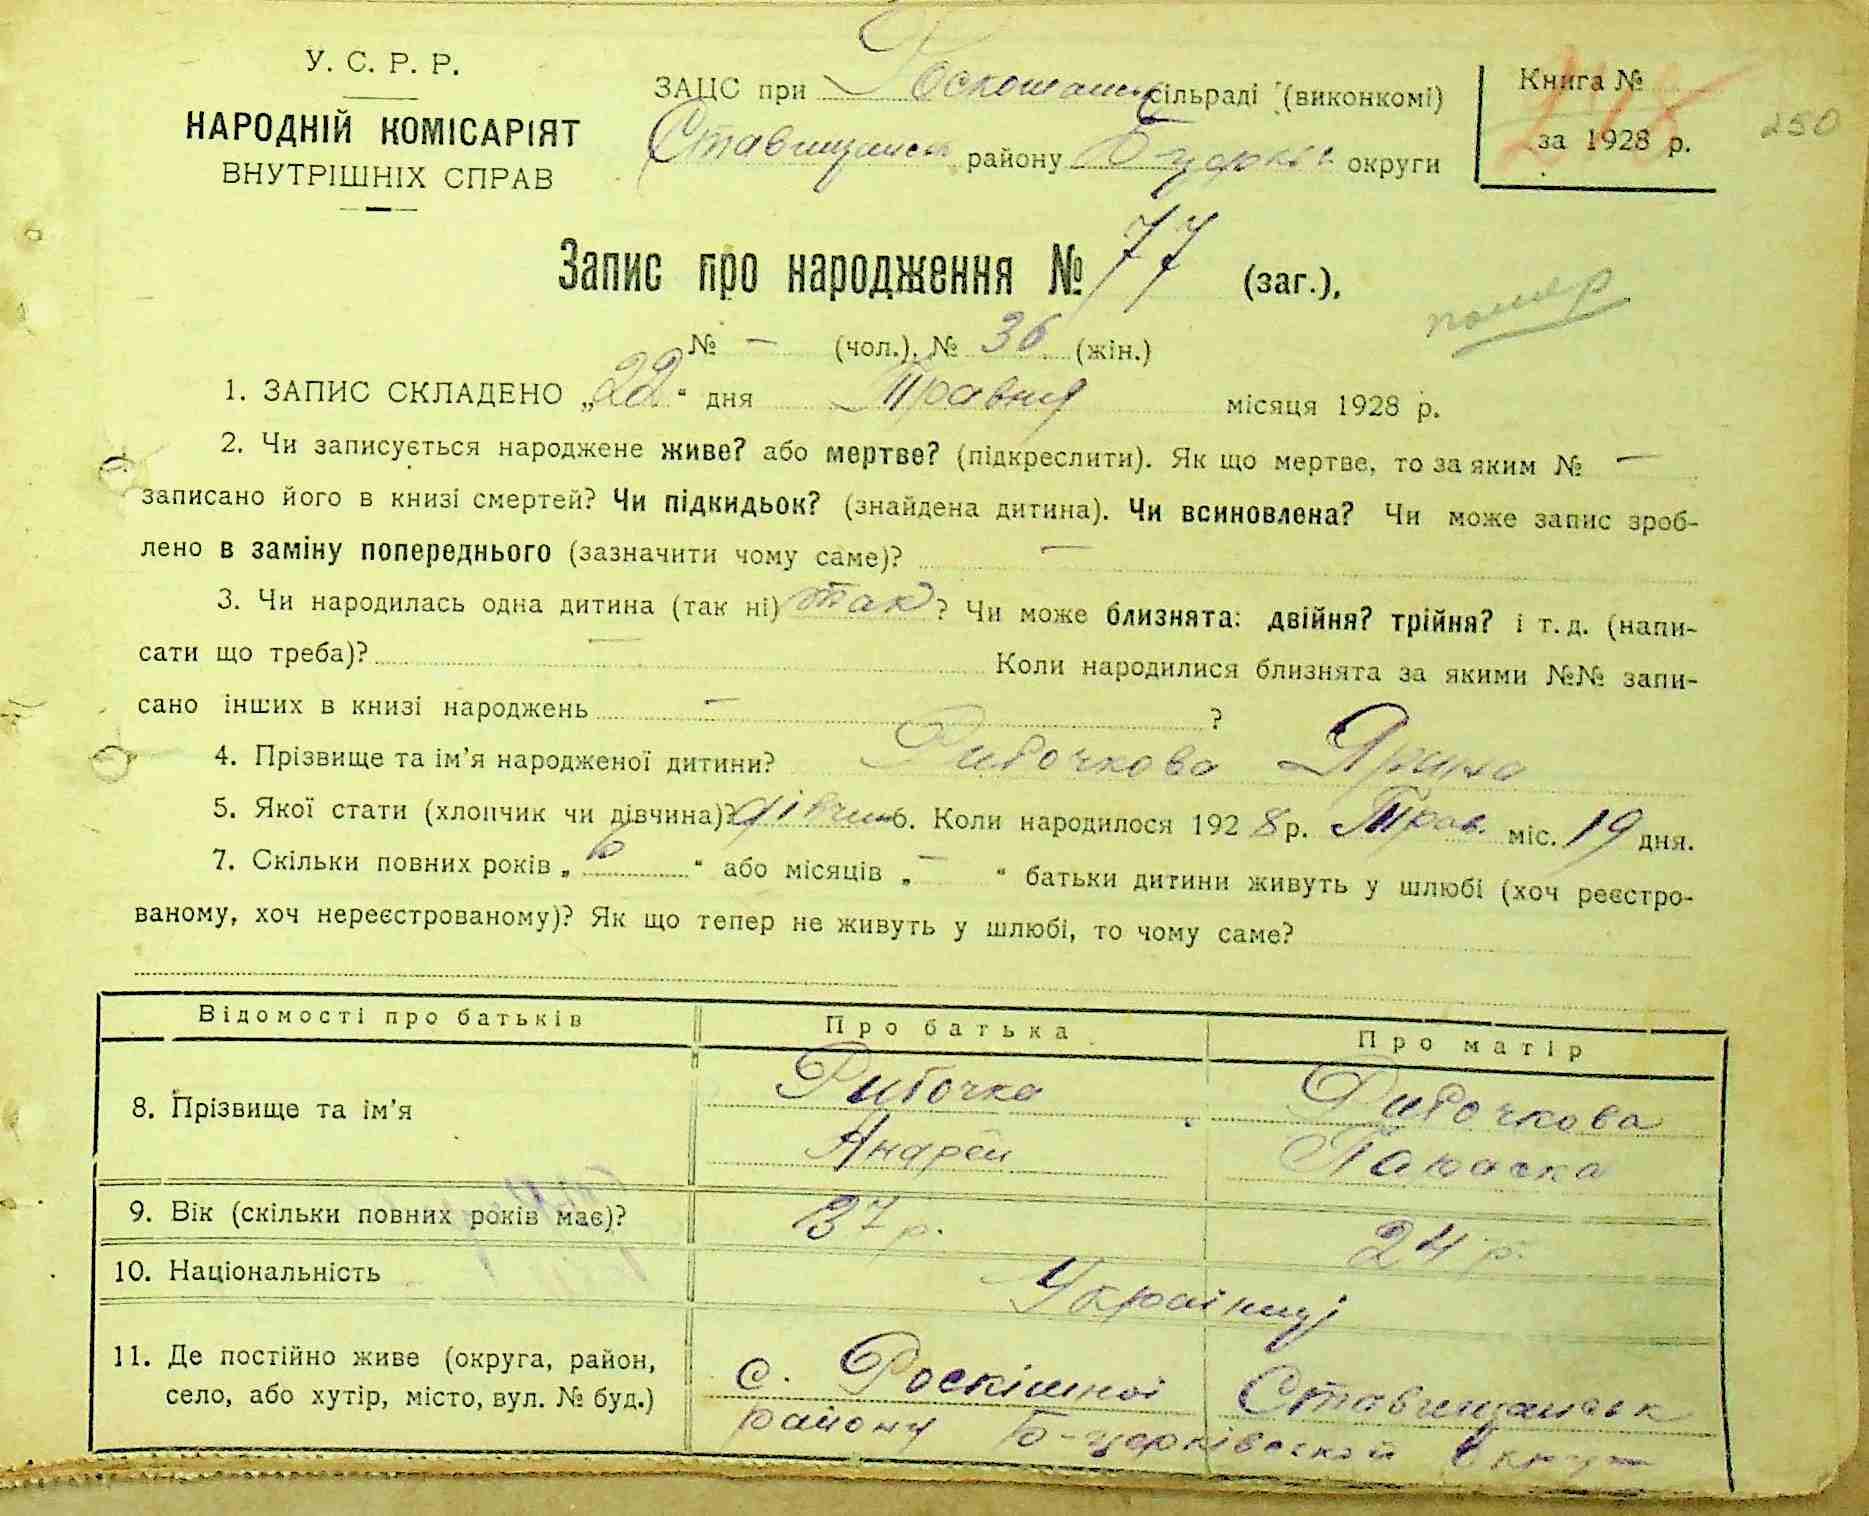 У. С. Р. Р.
НАРОДНІЙ КОМІСАРІЯТ
ВНУТРІШНІХ СПРАВ
ЗАЦС при Роскошанськ сільраді (виконкомі)
Ставищанськ району Б-церкв округи
Книга №
за 1928 р.
250
Запис про народження № 77 (заг.),
помер
№ — (чол.), № 36 (жін.)
1. ЗАПИС СКЛАДЕНО „22“ дня Травня місяця 1928 р.
2. Чи записується народжене живе? або мертве? (підкреслити). Як що мертве, то за яким № —
записано його в книзі смертей? Чи підкидьок? (знайдена дитина). Чи всиновлена? Чи може запис зроб-
лено в заміну попереднього (зазначити чому саме)? —
3. Чи народилась одна дитина (так ні) так? Чи може близнята: двійня? трійня? і т. д. (напи-
сати що треба)? — Коли народилися близнята за якими №№ запи-
сано інших в книзі народжень — ?
4. Прізвище та ім'я народженої дитини? Риточкова Ярина
5. Якої стати (хлопчик чи дівчина)? дівчин 6. Коли народилося 1928 р. Трав. міс. 19 дня.
7. Скільки повних років „ 6 “ або місяців „ — “ батьки дитини живуть у шлюбі (хоч реєстро-
ваному, хоч нереєстрованому)? Як що тепер не живуть у шлюбі, то чому саме?
Відомості про батьків Про батька Про матір
8. Прізвище та ім'я Риточка Андрей Риточкова
9. Вік (скільки повних років має)? 37 р. 24 р.
10. Національність Українці
11. Де постійно живе (округа, район,
село, або хутір, місто, вул. № буд.)
с. Роскішної Ставищанськ
району Б-церківської Округи